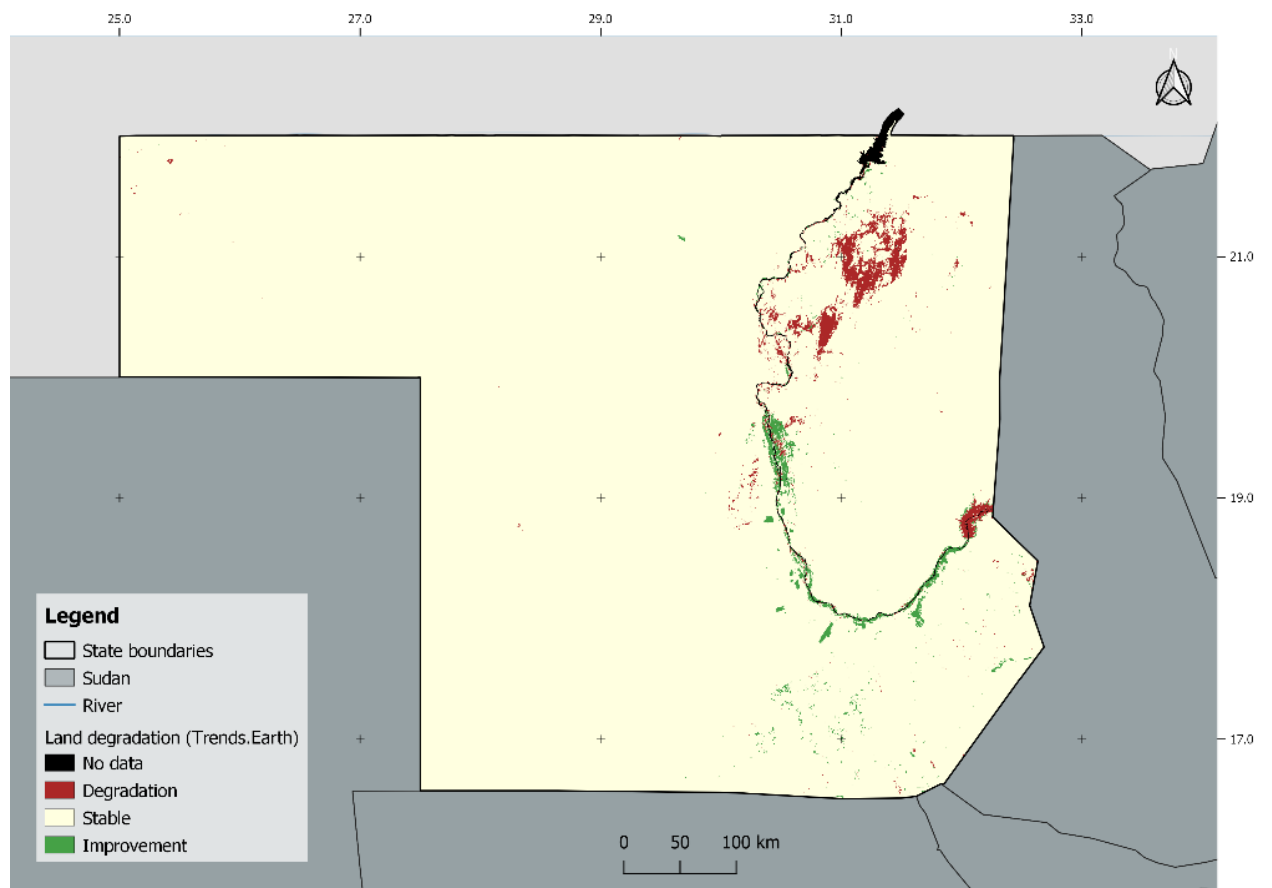 25.0 27.0 29.0 31.0 33.0
N
21.0
19.0
17.0
Legend
State boundaries
Sudan
River
Land degradation (Trends.Earth)
No data
Degradation
Stable
Improvement
0 50 100 km